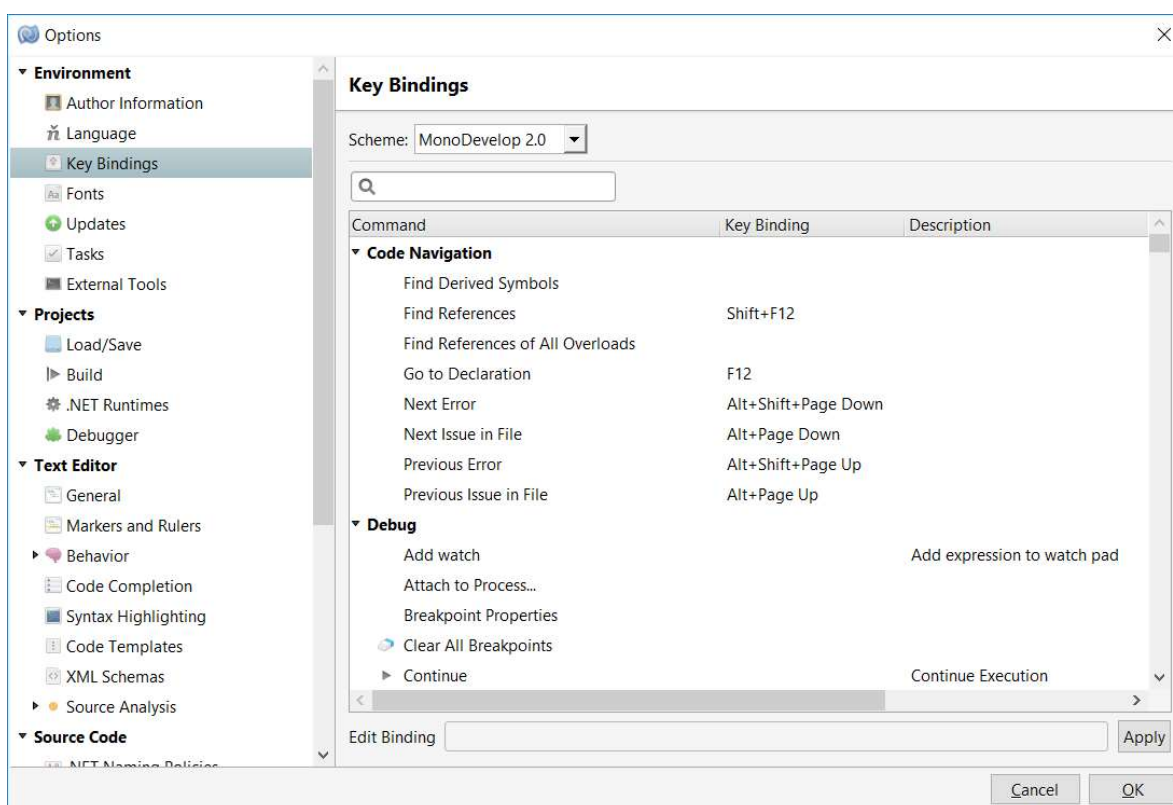 Options
Environment
Author Information
Language
Key Bindings
Fonts
Updates
Tasks
External Tools
Projects
Load/Save
Build
.NET Runtimes
Debugger
Text Editor
General
Markers and Rulers
Behavior
Code Completion
Syntax Highlighting
Code Templates
XML Schemas
Source Analysis
Source Code
.NET Naming Policies
Key Bindings
Scheme: MonoDevelop 2.0
Command Key Binding Description
Code Navigation
Find Derived Symbols
Find References Shift+F12
Find References of All Overloads
Go to Declaration F12
Next Error Alt+Shift+Page Down
Next Issue in File Alt+Page Down
Previous Error Alt+Shift+Page Up
Previous Issue in File Alt+Page Up
Debug
Add watch Add expression to watch pad
Attach to Process...
Breakpoint Properties
Clear All Breakpoints
Continue Continue Execution
Edit Binding Apply
Cancel OK